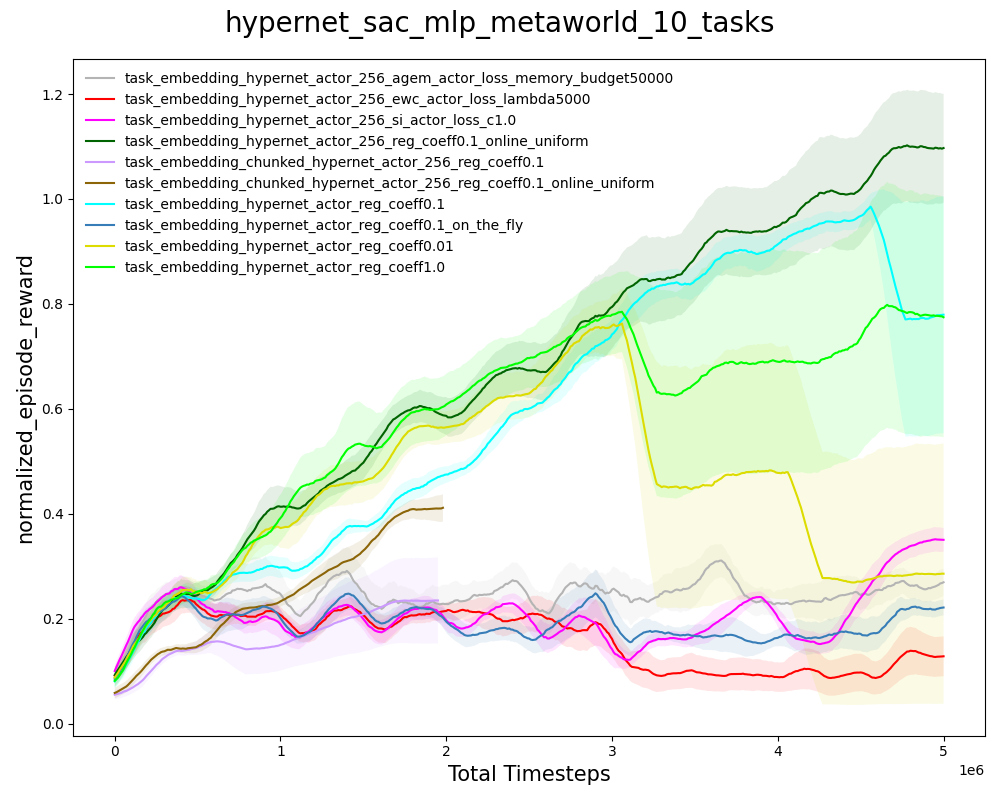 hypernet_sac_mlp_metaworld_10_tasks
task_embedding_hypernet_actor_256_agem_actor_loss_memory_budget50000
task_embedding_hypernet_actor_256_ewc_actor_loss_lambda5000
task_embedding_hypernet_actor_256_si_actor_loss_c1.0
task_embedding_hypernet_actor_256_reg_coeff0.1_online_uniform
task_embedding_chunked_hypernet_actor_256_reg_coeff0.1
task_embedding_chunked_hypernet_actor_256_reg_coeff0.1_online_uniform
task_embedding_hypernet_actor_reg_coeff0.1
task_embedding_hypernet_actor_reg_coeff0.1_on_the_fly
task_embedding_hypernet_actor_reg_coeff0.01
task_embedding_hypernet_actor_reg_coeff1.0
normalized_episode_reward
1.2
1.0
0.8
0.6
0.4
0.2
0.0
0 1 2 3 4 5
1e6
Total Timesteps